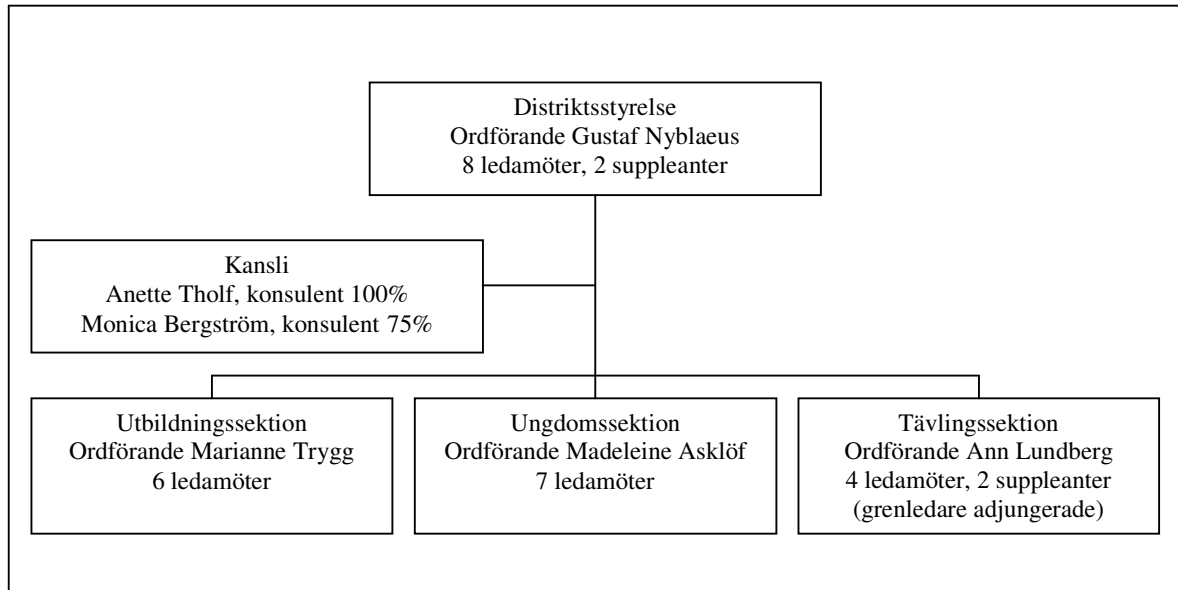 Distriktsstyrelse
Ordförande Gustaf Nyblaeus
8 ledamöter, 2 suppleanter
Kansli
Anette Tholf, konsulent 100%
Monica Bergström, konsulent 75%
Utbildningssektion
Ordförande Marianne Trygg
6 ledamöter
Ungdomssektion
Ordförande Madeleine Asklöf
7 ledamöter
Tävlingssektion
Ordförande Ann Lundberg
4 ledamöter, 2 suppleanter
(grenledare adjungerade)